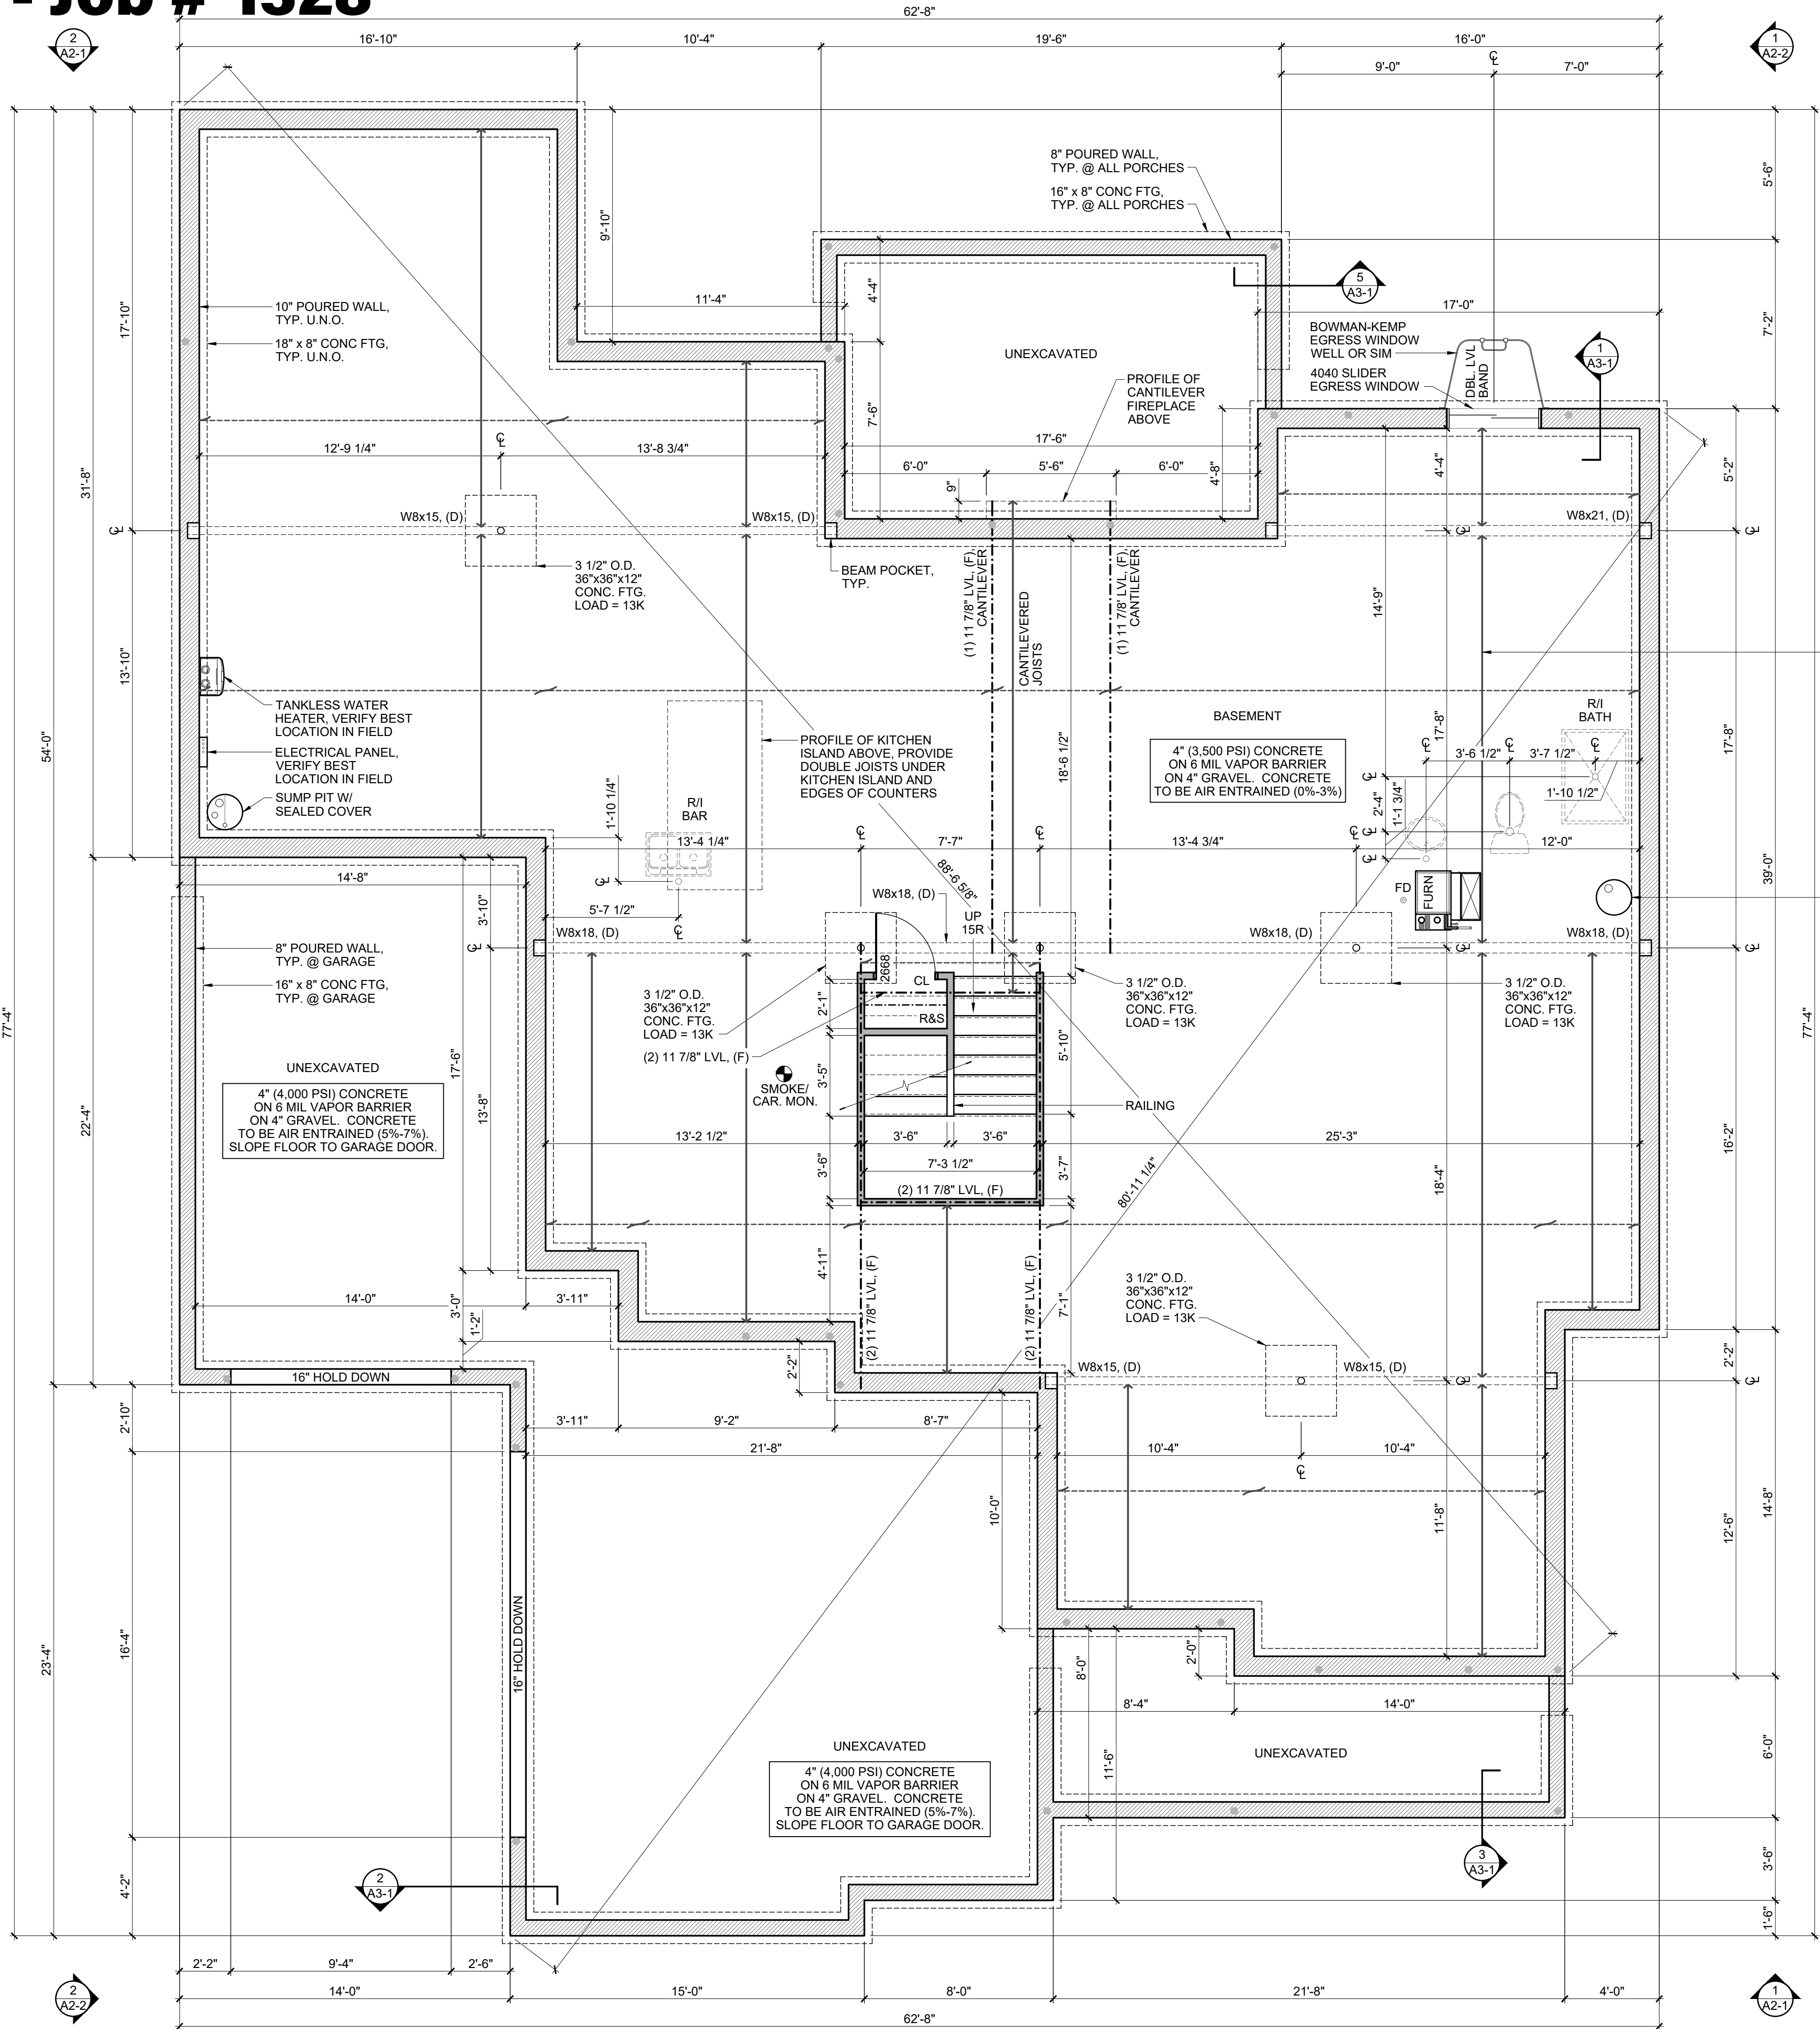 - Job # 1328
62'-8"
16'-10"
10'-4"
19'-6"
16'-0"
9'-0"
7'-0"
2
A2-1
1
A2-2
8" POURED WALL,
TYP. @ ALL PORCHES
16" x 8" CONC FTG,
TYP. @ ALL PORCHES
5'-6"
9'-10"
17'-10"
10" POURED WALL,
TYP. U.N.O.
18" x 8" CONC FTG,
TYP. U.N.O.
11'-4"
4'-4"
5
A3-1
17'-0"
7'-2"
UNEXCAVATED
BOWMAN-KEMP
EGRESS WINDOW
WELL OR SIM
4040 SLIDER
EGRESS WINDOW
DBL. LVL
BAND
1
A3-1
PROFILE OF
CANTILEVER
FIREPLACE
ABOVE
7'-6"
31'-8"
12'-9 1/4"
13'-8 3/4"
17'-6"
6'-0"
5'-6"
6'-0"
9"
4'-8"
4'-4"
5'-2"
W8x15, (D)
W8x15, (D)
W8x21, (D)
3 1/2" O.D.
36"x36"x12"
CONC. FTG.
LOAD = 13K
BEAM POCKET,
TYP.
(1) 11 7/8" LVL, (F),
CANTILEVER
CANTILEVERED
JOISTS
(1) 11 7/8' LVL, (F),
CANTILEVER
14'-9"
13'-10"
54'-0"
TANKLESS WATER
HEATER, VERIFY BEST
LOCATION IN FIELD
ELECTRICAL PANEL,
VERIFY BEST
LOCATION IN FIELD
SUMP PIT W/
SEALED COVER
PROFILE OF KITCHEN
ISLAND ABOVE, PROVIDE
DOUBLE JOISTS UNDER
KITCHEN ISLAND AND
EDGES OF COUNTERS
18'-6 1/2"
BASEMENT
4" (3,500 PSI) CONCRETE
ON 6 MIL VAPOR BARRIER
ON 4" GRAVEL. CONCRETE
TO BE AIR ENTRAINED (0%-3%)
17'-8"
R/I
BATH
3'-6 1/2"
3'-7 1/2"
1'-10 1/2"
2'-4"
1'-11 3/4"
17'-8"
39'-0"
R/I
BAR
1'-10 1/4"
13'-4 1/4"
7'-7"
13'-4 3/4"
12'-0"
88'-6 5/8"
14'-8"
3'-10"
5'-7 1/2"
W8x18, (D)
UP
15R
FD
FURN
W8x18, (D)
W8x18, (D)
W8x18, (D)
8" POURED WALL,
TYP. @ GARAGE
16" x 8" CONC FTG,
TYP. @ GARAGE
2668
CL
R&S
2'-1"
3 1/2" O.D.
36"x36"x12"
CONC. FTG.
LOAD = 13K
(2) 11 7/8" LVL, (F)
3 1/2" O.D.
36"x36"x12"
CONC. FTG.
LOAD = 13K
3 1/2" O.D.
36"x36"x12"
CONC. FTG.
LOAD = 13K
77'-4"
77'-4"
UNEXCAVATED
4" (4,000 PSI) CONCRETE
ON 6 MIL VAPOR BARRIER
ON 4" GRAVEL. CONCRETE
TO BE AIR ENTRAINED (5%-7%).
SLOPE FLOOR TO GARAGE DOOR.
17'-6"
13'-8"
22'-4"
SMOKE/
CAR. MON.
3'-5"
5'-10"
RAILING
13'-2 1/2"
3'-6"
3'-6"
25'-3"
7'-3 1/2"
3'-6"
3'-7"
(2) 11 7/8" LVL, (F)
80'-11 1/4"
18'-4"
16'-2"
4'-11"
(2) 11 7/8" LVL, (F)
(2) 11 7/8" LVL, (F)
7'-1"
14'-0"
3'-11"
3'-0"
1'-2"
3 1/2" O.D.
36"x36"x12"
CONC. FTG.
LOAD = 13K
2'-2"
2'-2"
16" HOLD DOWN
W8x15, (D)
W8x15, (D)
2'-10"
3'-11"
9'-2"
8'-7"
21'-8"
10'-4"
10'-4"
10'-0"
11'-8"
12'-6"
14'-8"
23'-4"
16'-4"
16" HOLD DOWN
8'-0"
2'-0"
8'-4"
14'-0"
11'-6"
UNEXCAVATED
6'-0"
UNEXCAVATED
4" (4,000 PSI) CONCRETE
ON 6 MIL VAPOR BARRIER
ON 4" GRAVEL. CONCRETE
TO BE AIR ENTRAINED (5%-7%).
SLOPE FLOOR TO GARAGE DOOR.
2
A3-1
3
A3-1
4'-2"
3'-6"
1'-6"
2'-2"
9'-4"
2'-6"
2
A2-2
14'-0"
15'-0"
8'-0"
21'-8"
4'-0"
1
A2-1
62'-8"